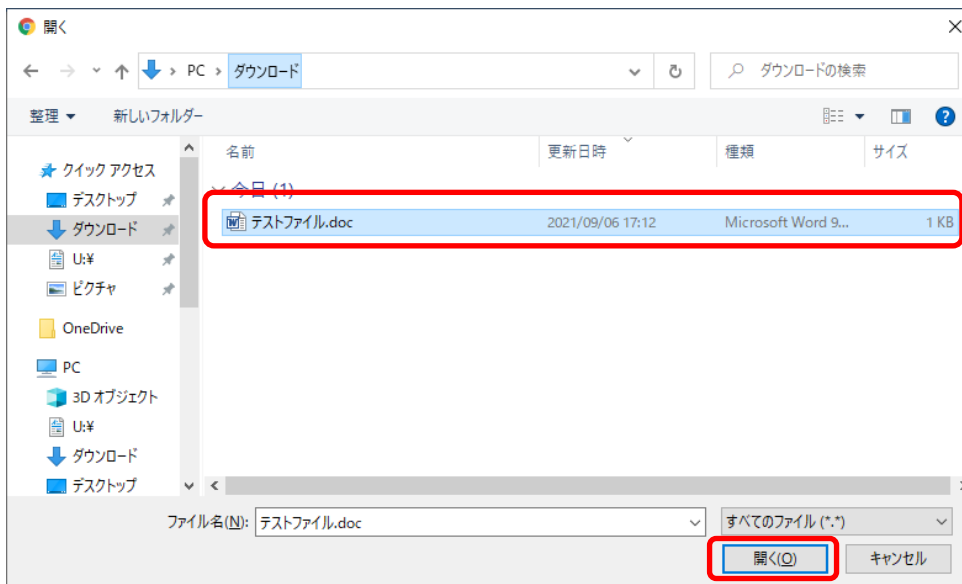 開く
PC › ダウンロード
ダウンロードの検索
整理 新しいフォルダー
名前 更新日時 種類 サイズ
今日 (1)
テストファイル.doc 2021/09/06 17:12 Microsoft Word 9... 1 KB
クイック アクセス
デスクトップ
ダウンロード
U:¥
ピクチャ
OneDrive
PC
3D オブジェクト
U:¥
ダウンロード
デスクトップ
ファイル名(N): テストファイル.doc すべてのファイル (*.*)
開く(O) キャンセル